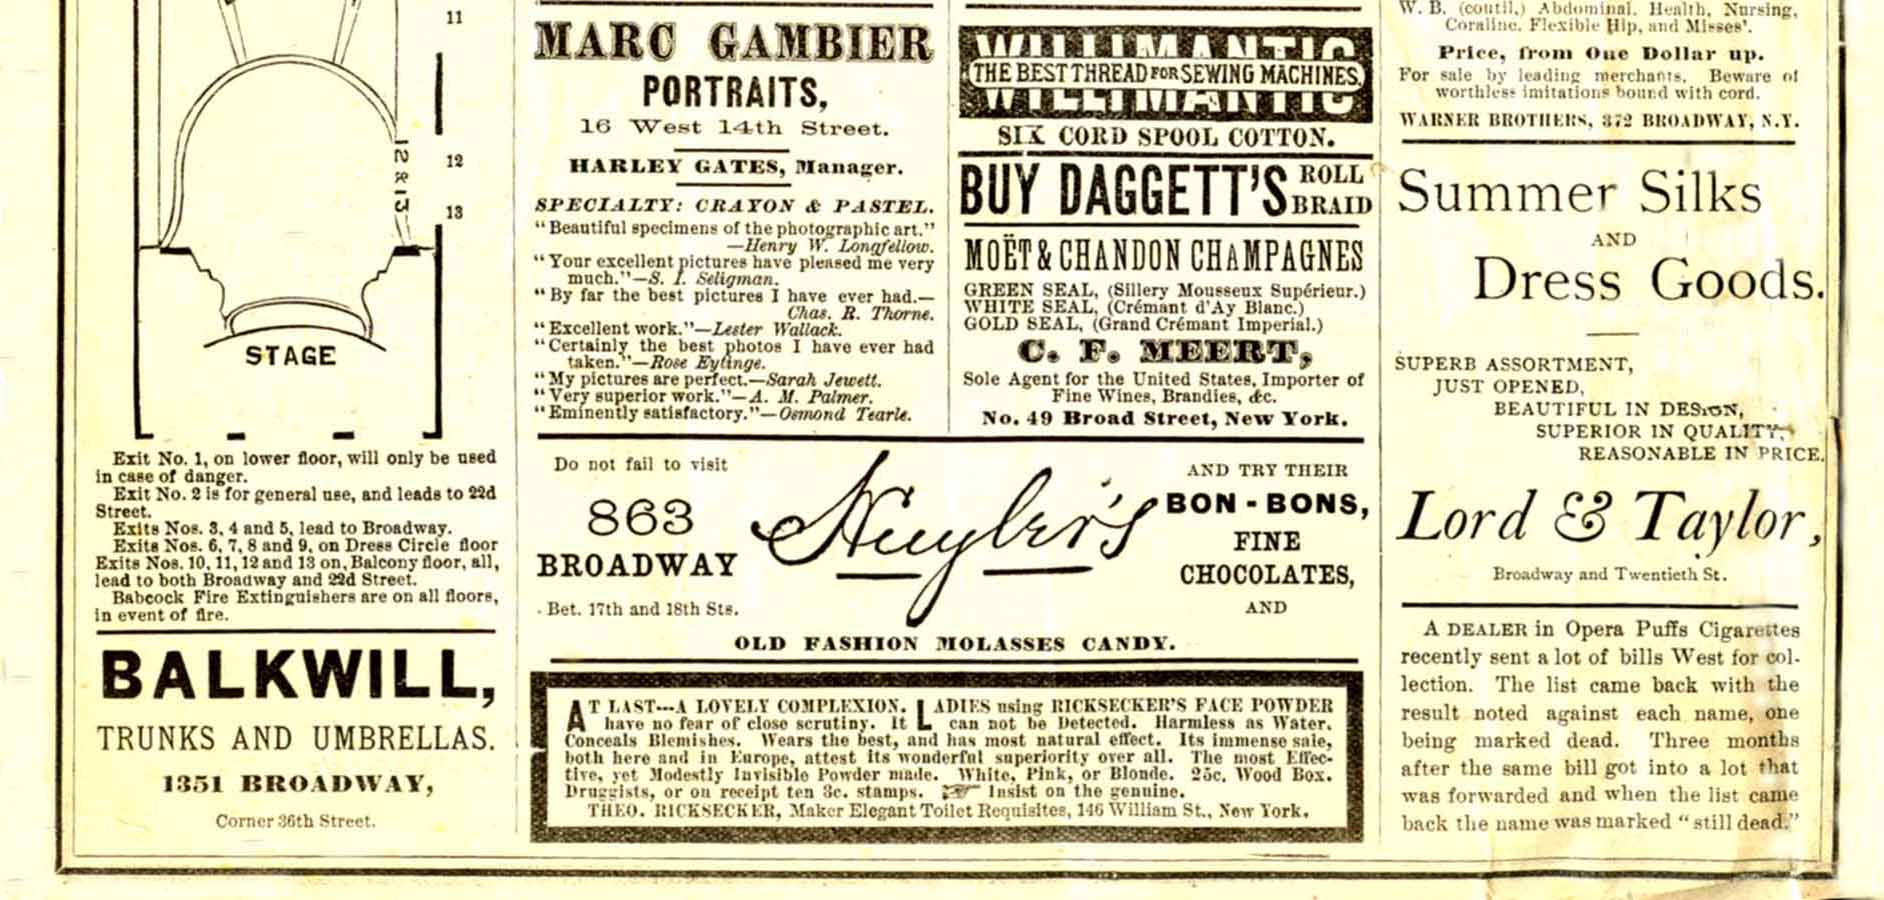 11
12 & 13
12
13
STAGE
Exit No. 1, on lower floor, will only be used
in case of danger.
Exit No. 2 is for general use, and leads to 22d
Street.
Exits Nos. 3, 4 and 5, lead to Broadway.
Exits Nos. 6, 7, 8 and 9, on Dress Circle floor
Exits Nos. 10, 11, 12 and 13 on, Balcony floor, all,
lead to both Broadway and 22d Street.
Babcock Fire Extinguishers are on all floors,
in event of fire.
BALKWILL,
TRUNKS AND UMBRELLAS.
1351 BROADWAY,
Corner 36th Street.
MARC GAMBIER
PORTRAITS,
16 West 14th Street.
HARLEY GATES, Manager.
SPECIALTY: CRAYON & PASTEL.
"Beautiful specimens of the photographic art."
—Henry W. Longfellow.
"Your excellent pictures have pleased me very
much."—S. I. Seligman.
"By far the best pictures I have ever had.—
Chas. R. Thorne.
"Excellent work."—Lester Wallack.
"Certainly the best photos I have ever had
taken."—Rose Eytinge.
"My pictures are perfect.—Sarah Jewett.
"Very superior work."—A. M. Palmer.
"Eminently satisfactory."—Osmond Tearle.
WILLIMANTIC
THE BEST THREAD FOR SEWING MACHINES.
WILLIMANTIC
SIX CORD SPOOL COTTON.
BUY DAGGETT'S ROLL BRAID
MOËT & CHANDON CHAMPAGNES
GREEN SEAL, (Sillery Mousseux Supérieur.)
WHITE SEAL, (Crémant d'Ay Blanc.)
GOLD SEAL, (Grand Crémant Imperial.)
C. F. MEERT,
Sole Agent for the United States, Importer of
Fine Wines, Brandies, &c.
No. 49 Broad Street, New York.
Do not fail to visit
863
BROADWAY
Bet. 17th and 18th Sts.
Huyler's
AND TRY THEIR
BON-BONS,
FINE
CHOCOLATES,
AND
OLD FASHION MOLASSES CANDY.
AT LAST---A LOVELY COMPLEXION. LADIES using RICKSECKER'S FACE POWDER
have no fear of close scrutiny. It can not be Detected. Harmless as Water.
Conceals Blemishes. Wears the best, and has most natural effect. Its immense sale,
both here and in Europe, attest its wonderful superiority over all. The most Effec-
tive, yet Modestly Invisible Powder made. White, Pink, or Blonde. 25c. Wood Box.
Druggists, or on receipt ten 3c. stamps. ☞ Insist on the genuine.
THEO. RICKSECKER, Maker Elegant Toilet Requisites, 146 William St., New York.
W. B. (coutil,) Abdominal, Health, Nursing,
Coraline, Flexible Hip, and Misses'.
Price, from One Dollar up.
For sale by leading merchants. Beware of
worthless imitations bound with cord.
WARNER BROTHERS, 372 BROADWAY, N.Y.
Summer Silks
AND
Dress Goods.
SUPERB ASSORTMENT,
JUST OPENED,
BEAUTIFUL IN DESIGN,
SUPERIOR IN QUALITY,
REASONABLE IN PRICE.
Lord & Taylor,
Broadway and Twentieth St.
A DEALER in Opera Puffs Cigarettes
recently sent a lot of bills West for col-
lection. The list came back with the
result noted against each name, one
being marked dead. Three months
after the same bill got into a lot that
was forwarded and when the list came
back the name was marked "still dead."